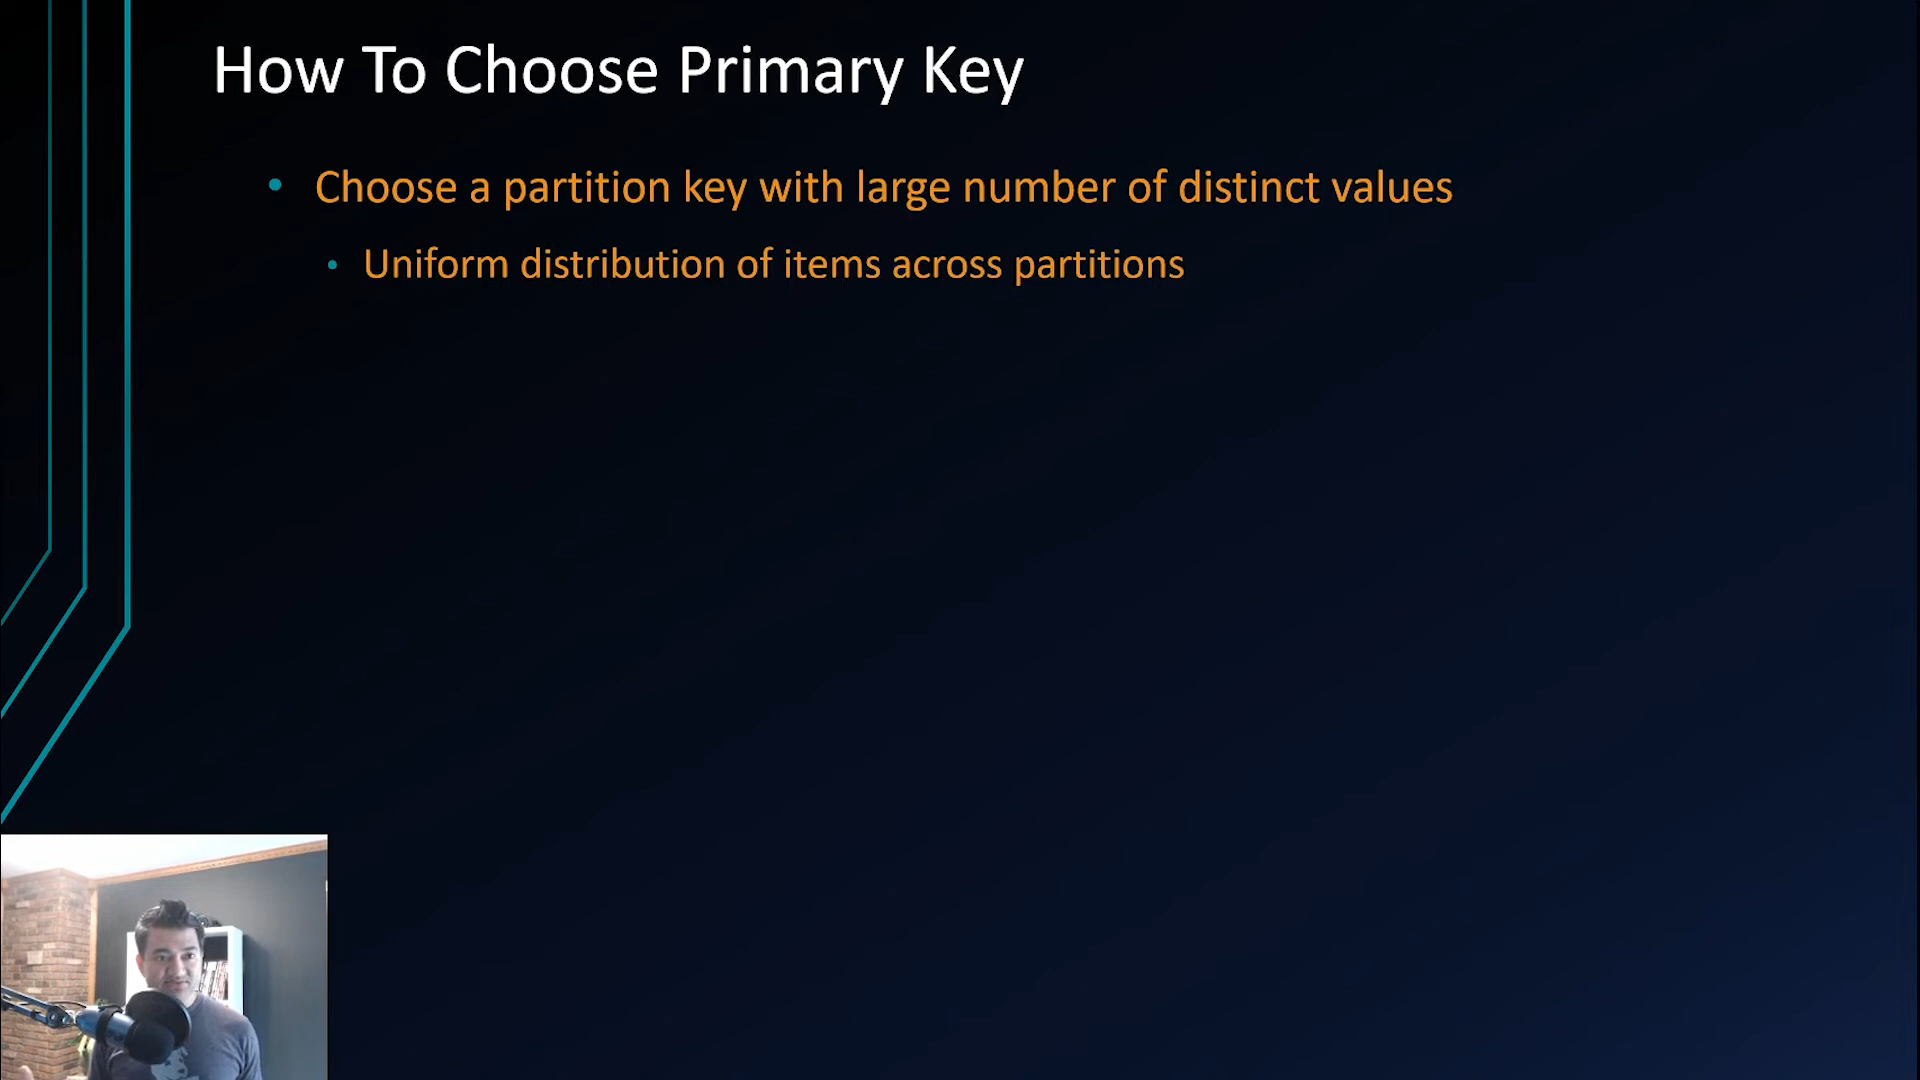 How To Choose Primary Key
Choose a partition key with large number of distinct values
Uniform distribution of items across partitions